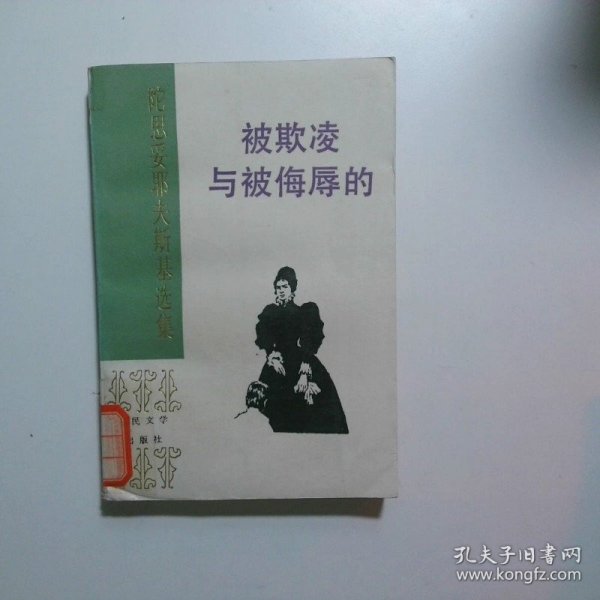 陀思妥耶夫斯基选集
被欺凌
与被侮辱的
民文学
出版社
孔夫子旧书网
www.kongfz.com